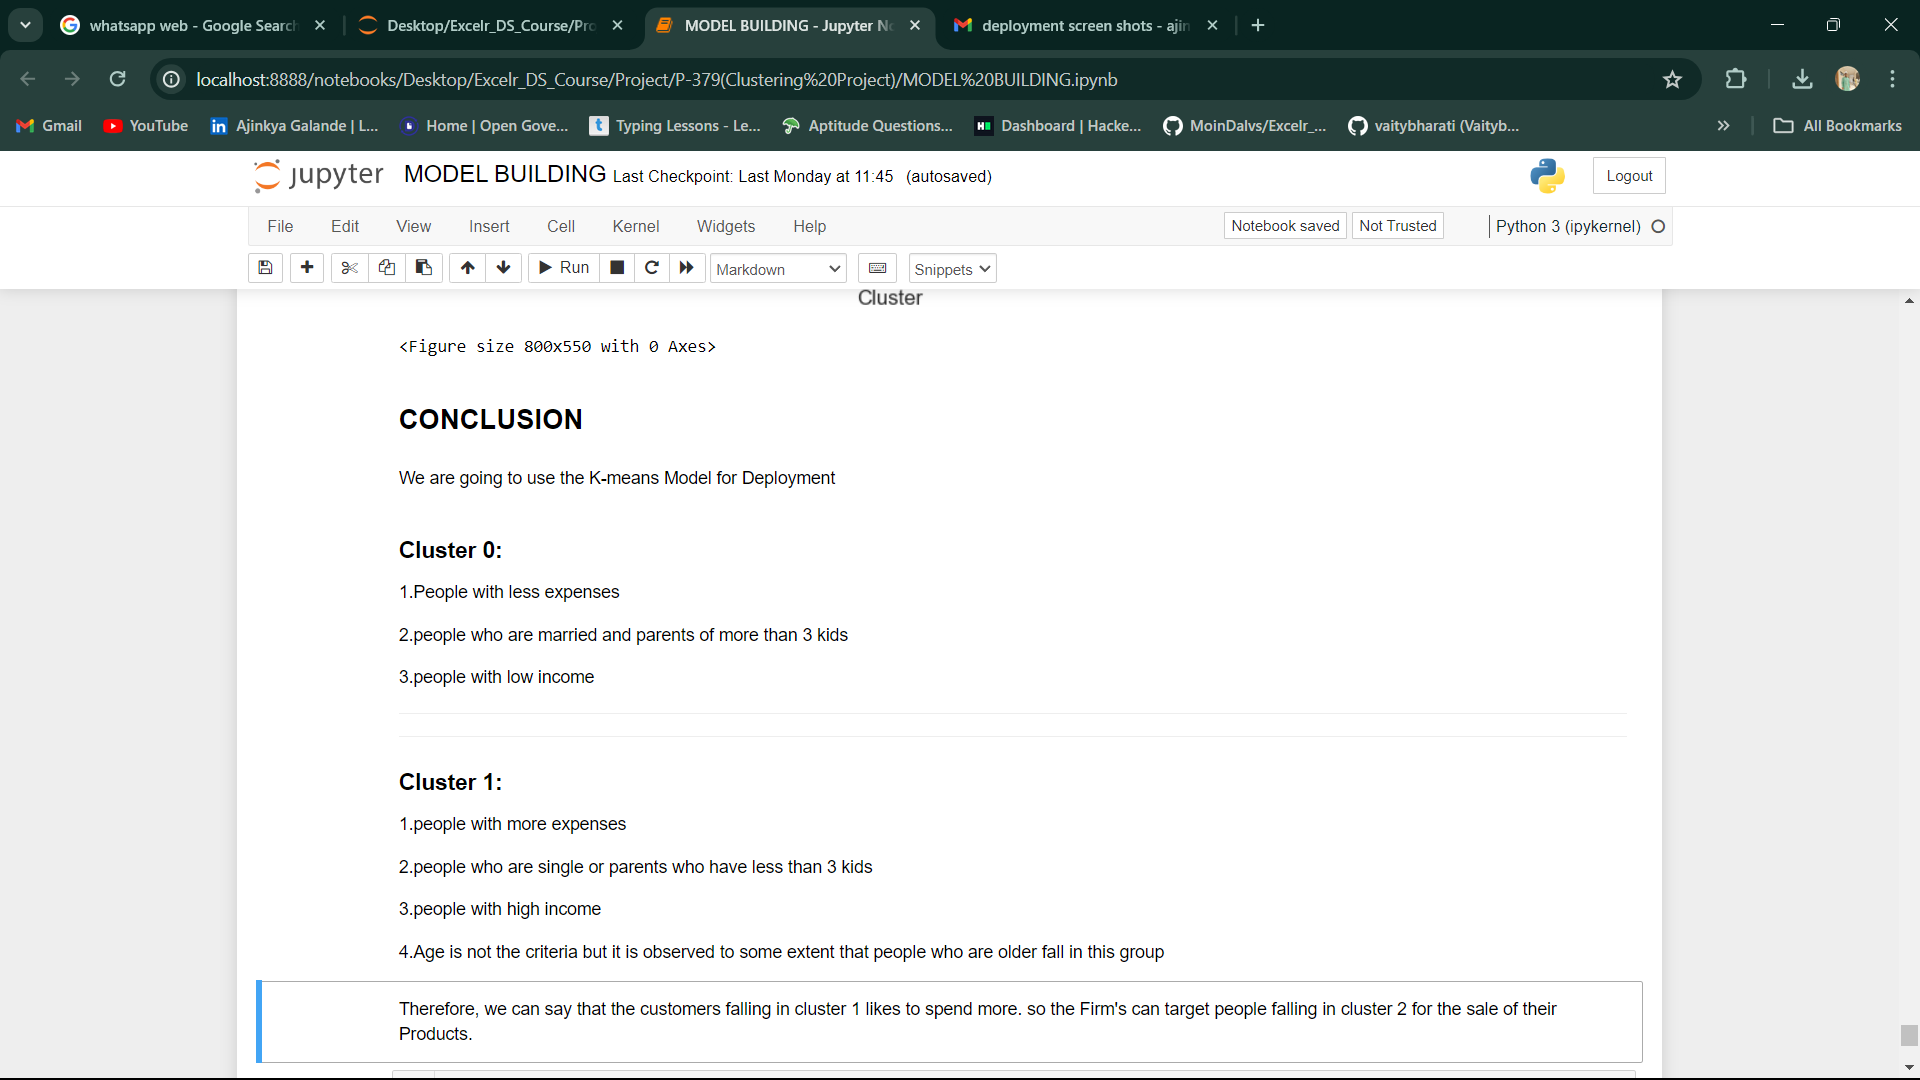 whatsapp web - Google Search
Desktop/Excelr_DS_Course/Pro
MODEL BUILDING - Jupyter No
deployment screen shots - ajin
localhost:8888/notebooks/Desktop/Excelr_DS_Course/Project/P-379(Clustering%20Project)/MODEL%20BUILDING.ipynb
Gmail YouTube Ajinkya Galande | L... Home | Open Gove... Typing Lessons - Le... Aptitude Questions... Dashboard | Hacke... MoinDalvs/Excelr_... vaitybharati (Vaityb... » All Bookmarks
jupyter MODEL BUILDING Last Checkpoint: Last Monday at 11:45 (autosaved) Logout
File Edit View Insert Cell Kernel Widgets Help Notebook saved Not Trusted Python 3 (ipykernel)
Run Markdown Snippets
Cluster
<Figure size 800x550 with 0 Axes>
CONCLUSION
We are going to use the K-means Model for Deployment
Cluster 0:
1.People with less expenses
2.people who are married and parents of more than 3 kids
3.people with low income
Cluster 1:
1.people with more expenses
2.people who are single or parents who have less than 3 kids
3.people with high income
4.Age is not the criteria but it is observed to some extent that people who are older fall in this group
Therefore, we can say that the customers falling in cluster 1 likes to spend more. so the Firm's can target people falling in cluster 2 for the sale of their
Products.